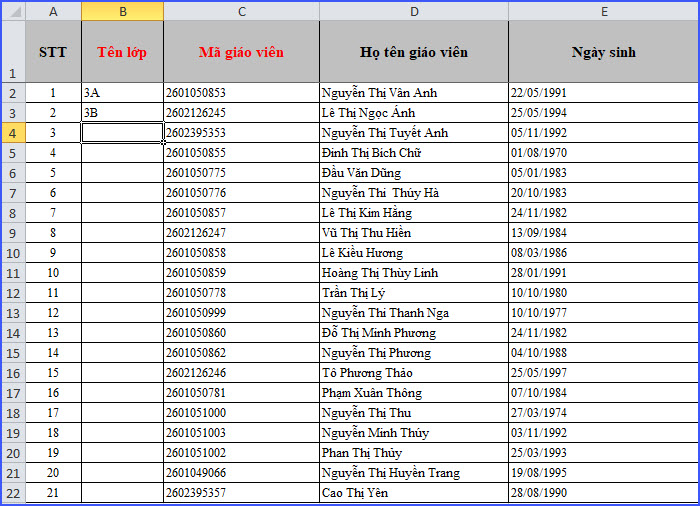 A B C D E
1 STT Tên lớp Mã giáo viên Họ tên giáo viên Ngày sinh
2 1 3A 2601050853 Nguyễn Thị Vân Anh 22/05/1991
3 2 3B 2602126245 Lê Thị Ngọc Ánh 25/05/1994
4 3 2602395353 Nguyễn Thị Tuyết Anh 05/11/1992
5 4 2601050855 Đinh Thị Bích Chữ 01/08/1970
6 5 2601050775 Đầu Văn Dũng 05/01/1983
7 6 2601050776 Nguyễn Thi Thúy Hà 20/10/1983
8 7 2601050857 Lê Thị Kim Hằng 24/11/1982
9 8 2602126247 Vũ Thị Thu Hiền 13/09/1984
10 9 2601050858 Lê Kiều Hương 08/03/1986
11 10 2601050859 Hoàng Thị Thùy Linh 28/01/1991
12 11 2601050778 Trần Thị Lý 10/10/1980
13 12 2601050999 Nguyễn Thi Thanh Nga 10/10/1977
14 13 2601050860 Đỗ Thị Minh Phương 24/11/1982
15 14 2601050862 Nguyễn Thị Phương 04/10/1988
16 15 2602126246 Tô Phương Thảo 25/05/1997
17 16 2601050781 Phạm Xuân Thông 07/10/1984
18 17 2601051000 Nguyễn Thị Thu 27/03/1974
19 18 2601051003 Nguyễn Minh Thúy 03/11/1992
20 19 2601051002 Phan Thị Thủy 25/03/1993
21 20 2601049066 Nguyễn Thị Huyền Trang 19/08/1995
22 21 2602395357 Cao Thị Yên 28/08/1990